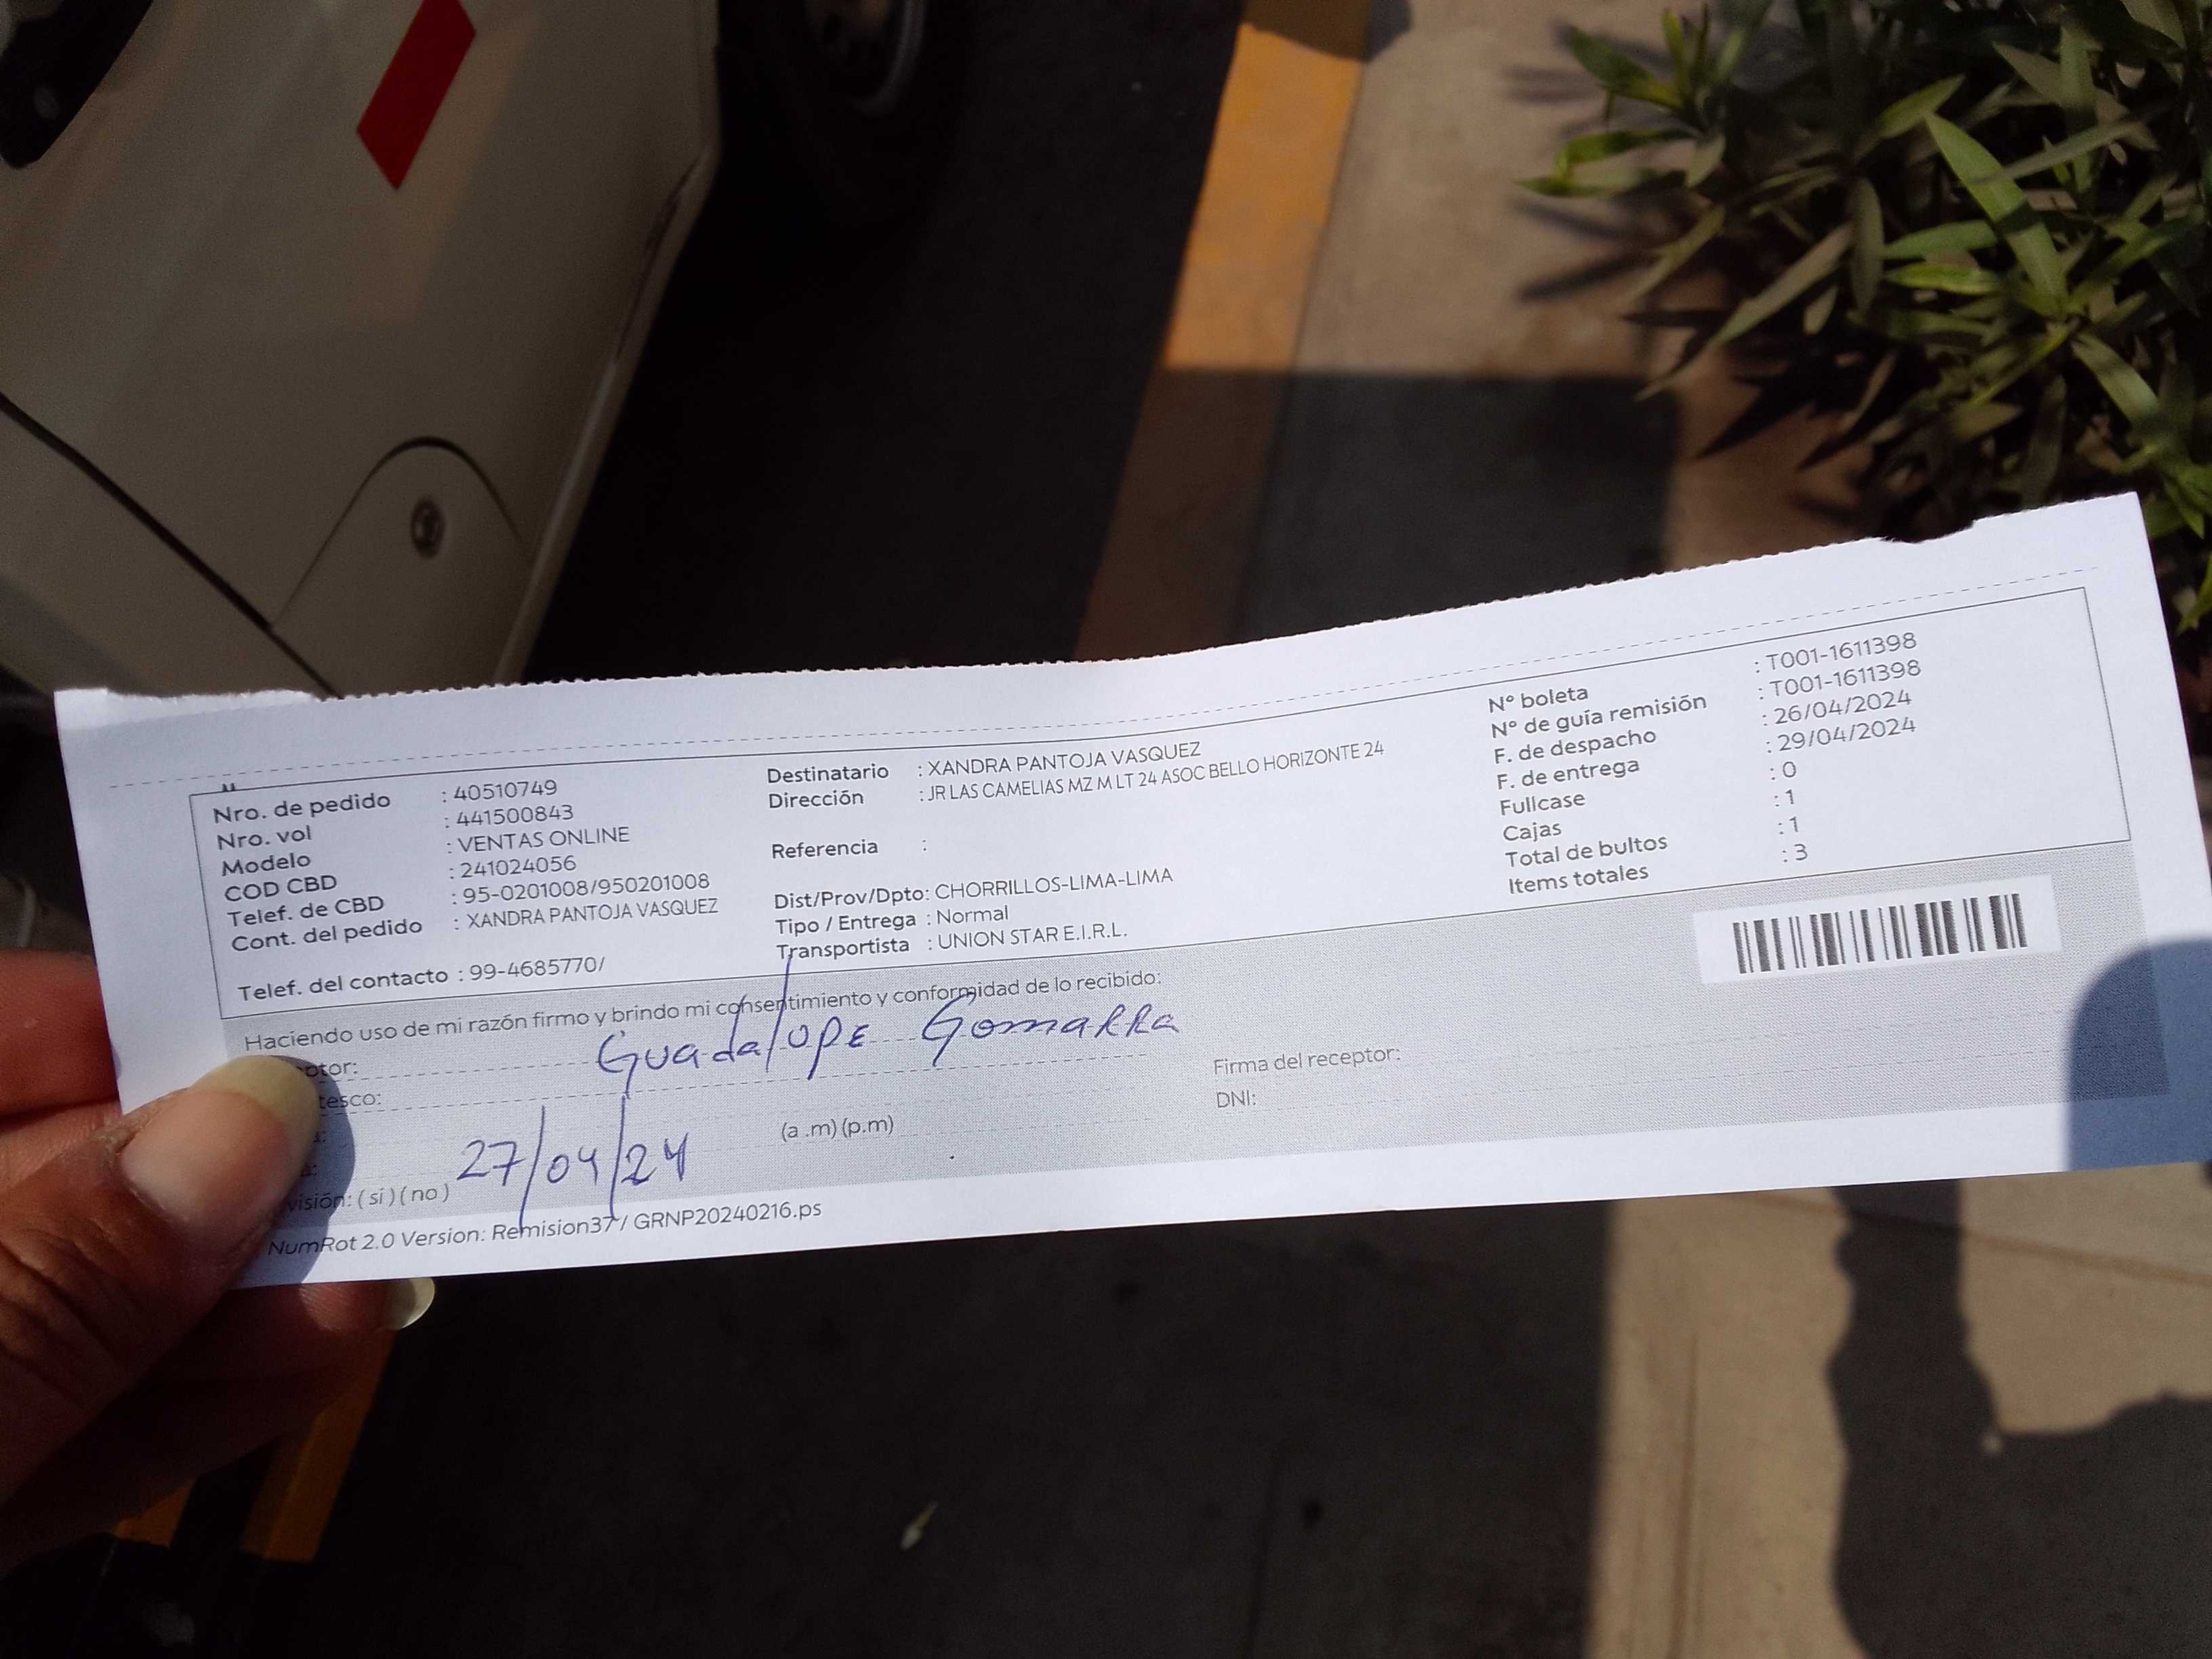 Nro. de pedido : 40510749
Nro. vol : 441500843
Modelo : VENTAS ONLINE
COD CBD : 241024056
Telef. de CBD : 95-0201008/950201008
Cont. del pedido : XANDRA PANTOJA VASQUEZ
Telef. del contacto : 99-4685770/
Destinatario : XANDRA PANTOJA VASQUEZ
Dirección : JR LAS CAMELIAS MZ M LT 24 ASOC BELLO HORIZONTE 24
Referencia :
Dist/Prov/Dpto: CHORRILLOS-LIMA-LIMA
Tipo / Entrega : Normal
Transportista : UNION STAR E.I.R.L.
Nº boleta : T001-1611398
Nº de guía remisión : T001-1611398
F. de despacho : 26/04/2024
F. de entrega : 29/04/2024
Fullcase : 0
Cajas : 1
Total de bultos : 1
Items totales : 3
Haciendo uso de mi razón firmo y brindo mi consentimiento y conformidad de lo recibido:
Guadalope Gomarra
Firma del receptor:
DNI:
27/04/24
(a .m) (p.m)
(si) (no)
NumRot 2.0 Version: Remision37 / GRNP20240216.ps